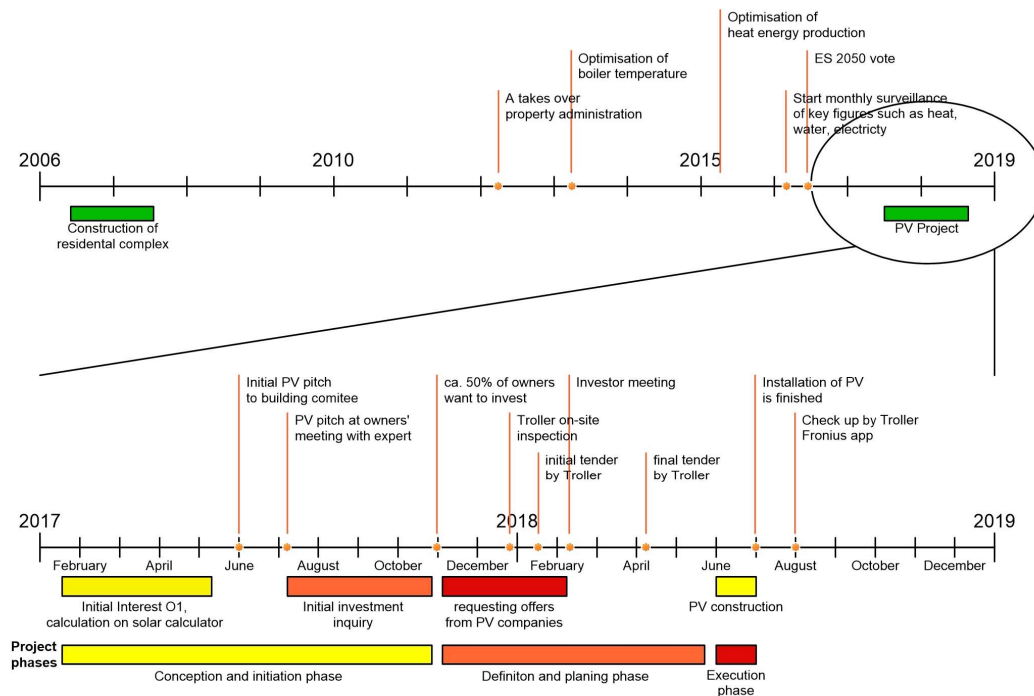 Optimisation of
heat energy production
Optimisation of
boiler temperature
ES 2050 vote
A takes over
property administration
Start monthly surveillance
of key figures such as heat,
water, electricty
2006
2010
2015
2019
Construction of
residental complex
PV Project
Initial PV pitch
to building comitee
ca. 50% of owners
want to invest
Investor meeting
Installation of PV
is finished
PV pitch at owners'
meeting with expert
Troller on-site
inspection
Check up by Troller
Fronius app
initial tender
by Troller
final tender
by Troller
2017
2018
2019
February
April
June
August
October
December
February
April
June
August
October
December
Initial Interest O1,
calculation on solar calculator
Initial investment
inquiry
requesting offers
from PV companies
PV construction
Project
phases
Conception and initiation phase
Definiton and planing phase
Execution
phase